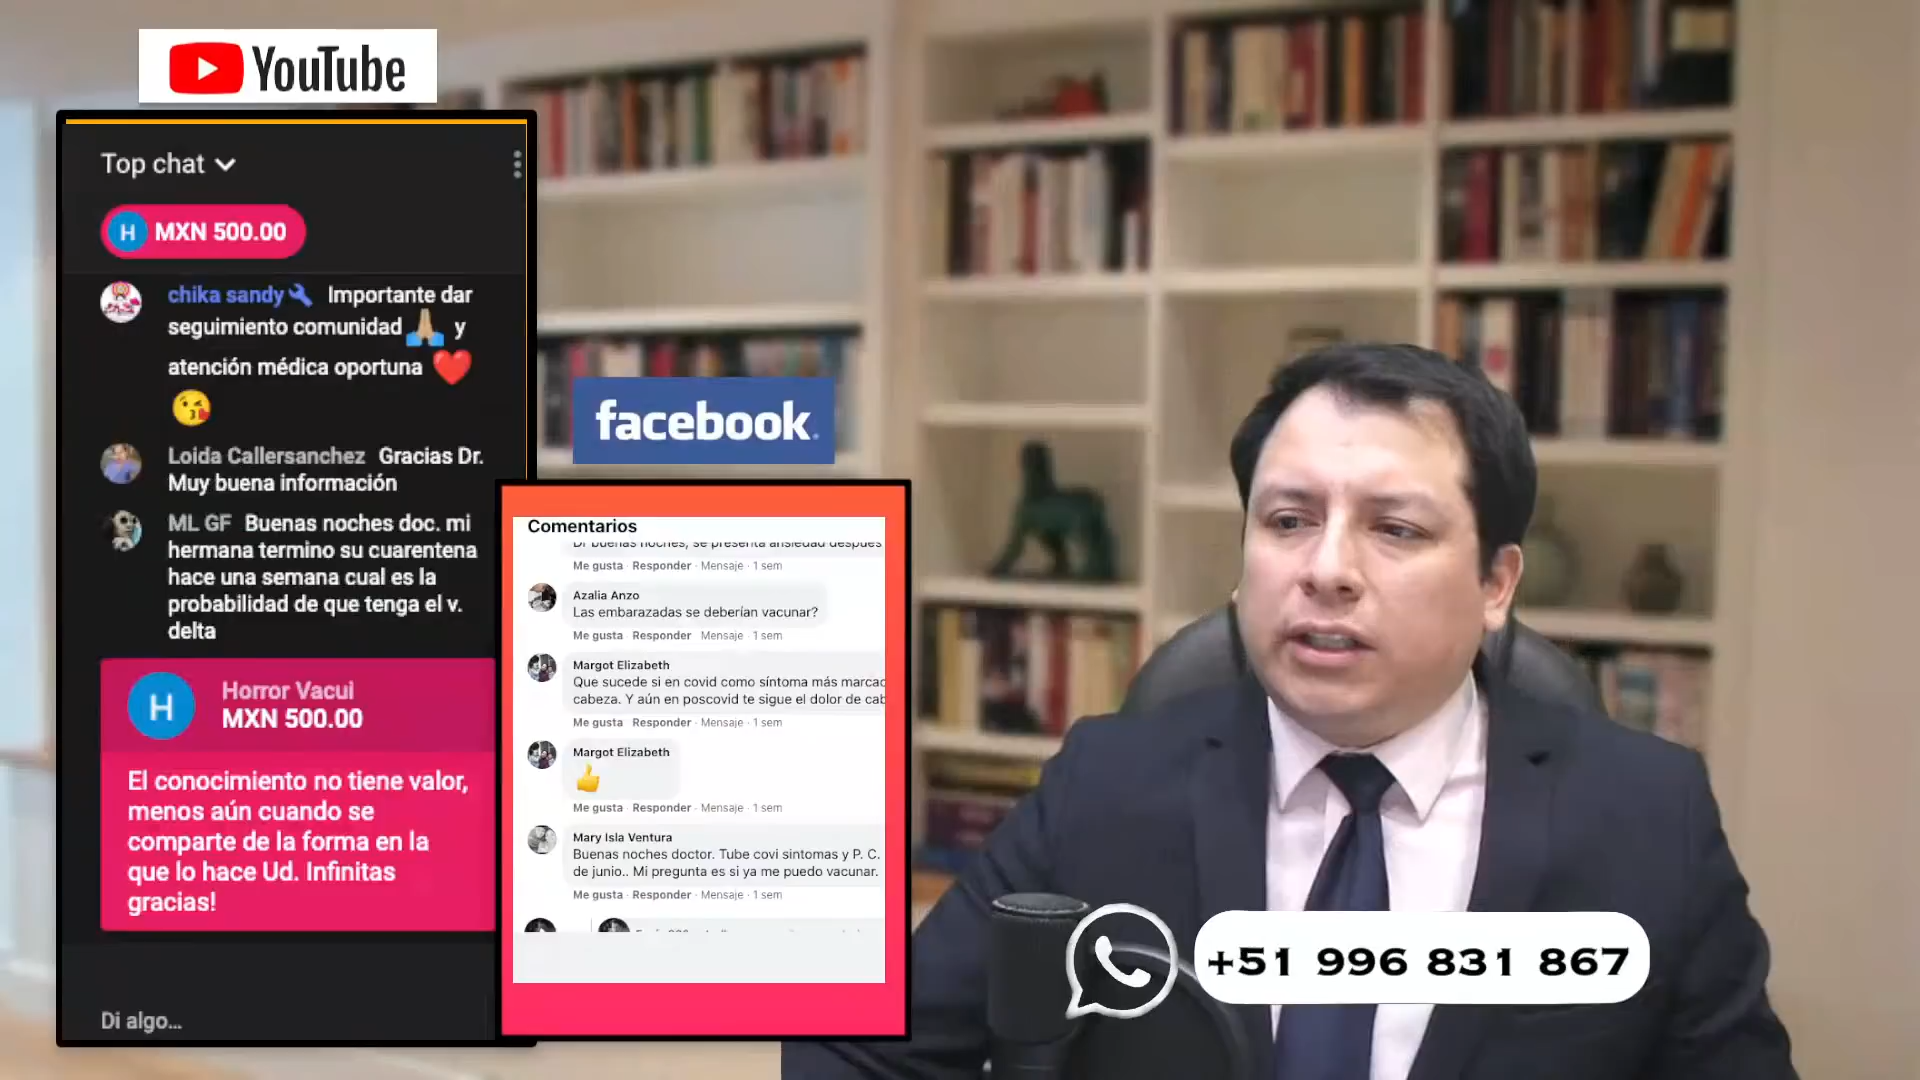 YouTube
Top chat
H MXN 500.00
chika sandy Importante dar
seguimiento comunidad 🙏🏼 y
atención médica oportuna ❤️
😘
Loida Callersanchez Gracias Dr.
Muy buena información
ML GF Buenas noches doc. mi
hermana termino su cuarentena
hace una semana cual es la
probabilidad de que tenga el v.
delta
H
Horror Vacui
MXN 500.00
El conocimiento no tiene valor,
menos aún cuando se
comparte de la forma en la
que lo hace Ud. Infinitas
gracias!
Di algo...
facebook.
Comentarios
Dr buenas noches, se presenta ansiedad despues
Me gusta · Responder · Mensaje · 1 sem
Azalia Anzo
Las embarazadas se deberían vacunar?
Me gusta · Responder · Mensaje · 1 sem
Margot Elizabeth
Que sucede si en covid como síntoma más marcad
cabeza. Y aún en poscovid te sigue el dolor de cab
Me gusta · Responder · Mensaje · 1 sem
Margot Elizabeth
👍
Me gusta · Responder · Mensaje · 1 sem
Mary Isla Ventura
Buenas noches doctor. Tube covi sintomas y P. C.
de junio.. Mi pregunta es si ya me puedo vacunar.
Me gusta · Responder · Mensaje · 1 sem
+51 996 831 867